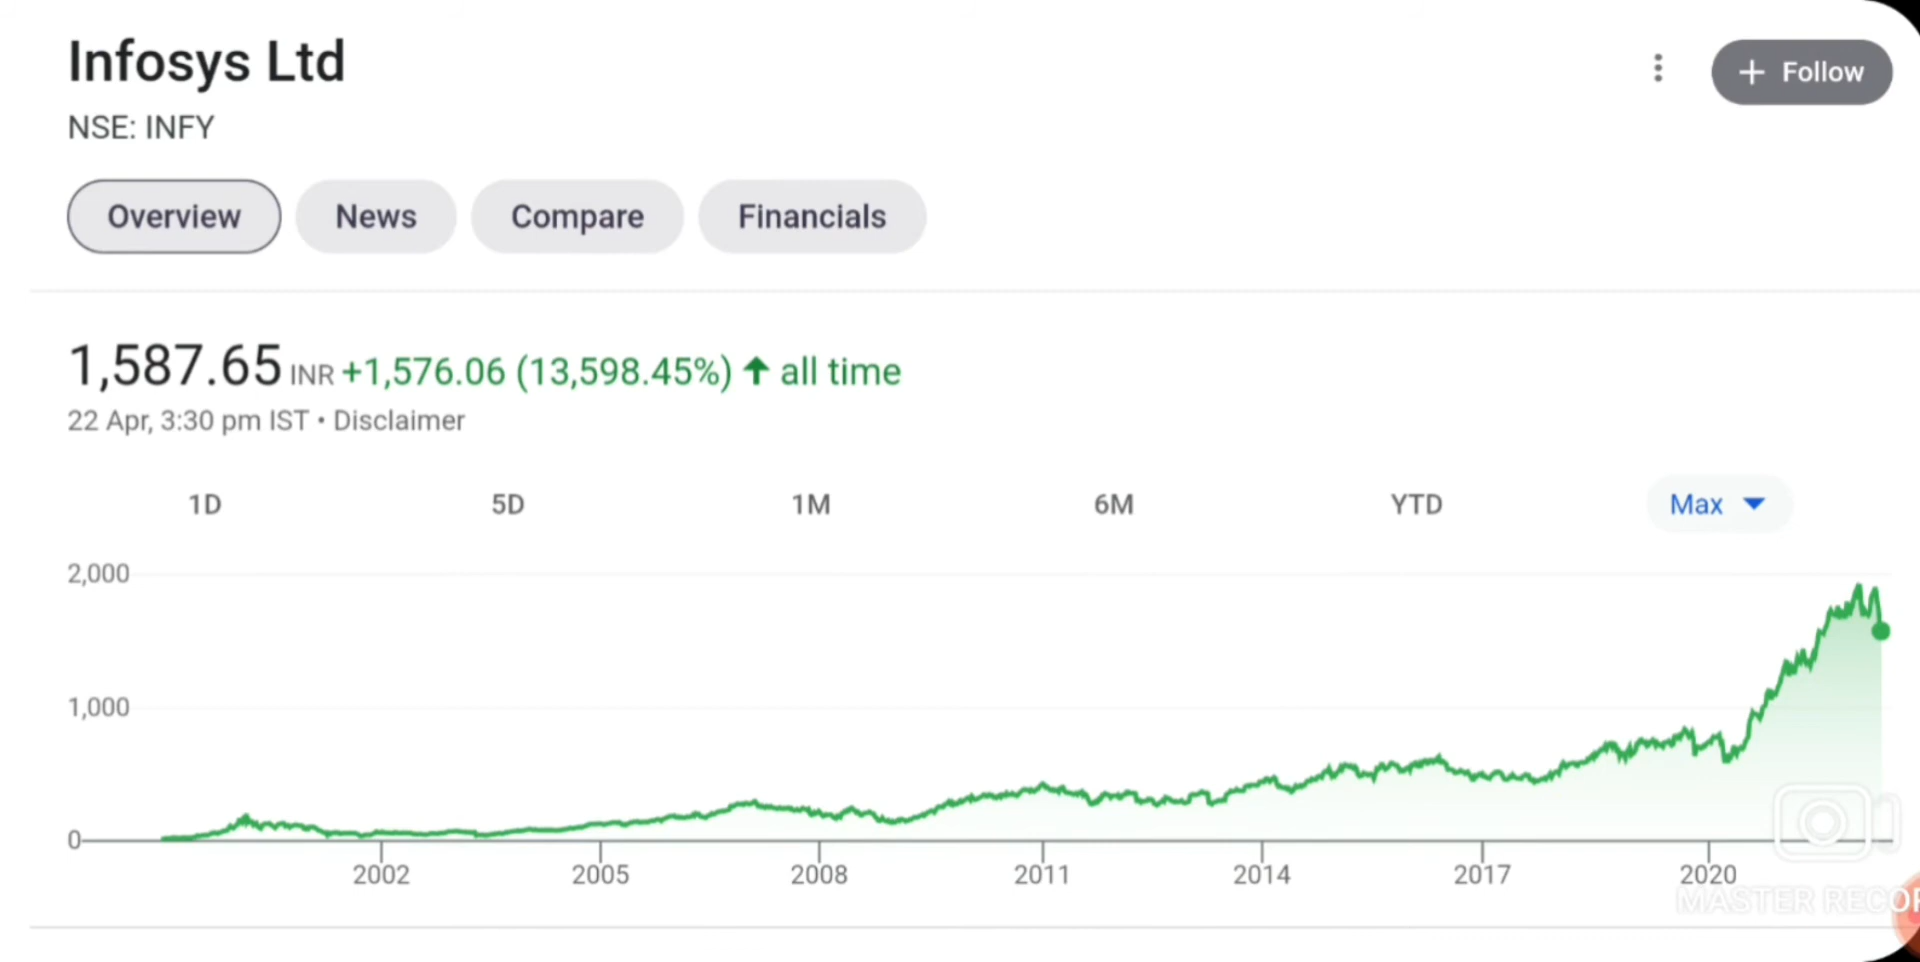 Infosys Ltd
+ Follow
NSE: INFY
Overview News Compare Financials
1,587.65 INR +1,576.06 (13,598.45%) ↑ all time
22 Apr, 3:30 pm IST • Disclaimer
1D 5D 1M 6M YTD Max
2,000
1,000
0
2002 2005 2008 2011 2014 2017 2020
MASTER RECOR